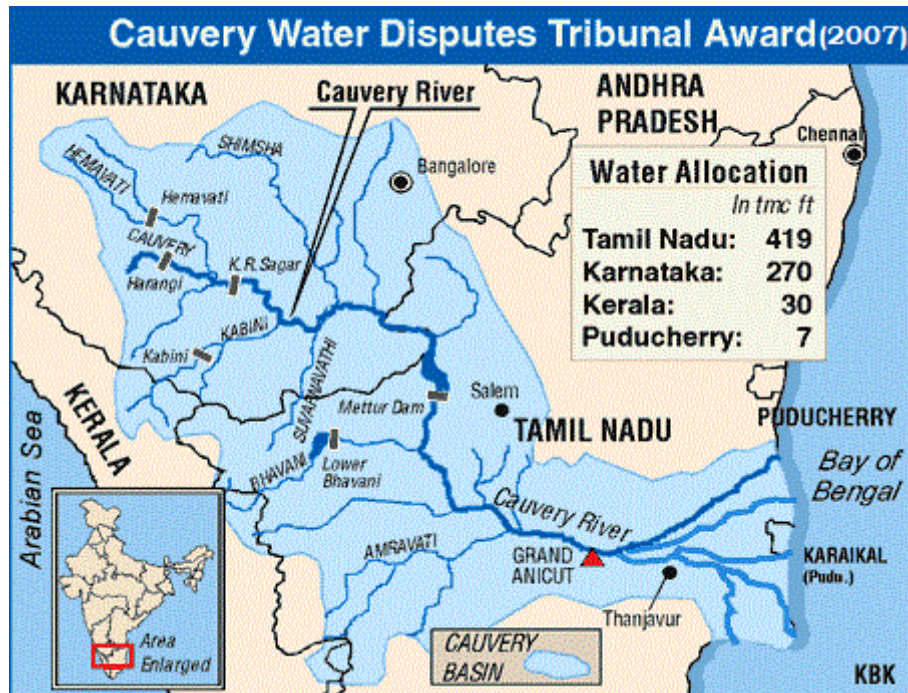 Cauvery Water Disputes Tribunal Award(2007)
KARNATAKA
Cauvery River
ANDHRA
PRADESH
Chennai
SHIMSHA
HEMAVATI
Hemavati
Bangalore
Water Allocation
In tmc ft
Tamil Nadu: 419
Karnataka: 270
Kerala: 30
Puducherry: 7
CAUVERY
Harangi
K.R.Sagar
KABINI
Kabini
SUVARNAVATHI
Mettur Dam
Salem
KERALA
TAMIL NADU
PUDUCHERRY
Arabian Sea
BHAVANI
Lower
Bhavani
Bay of
Bengal
Cauvery River
AMRAVATI
GRAND
ANICUT
KARAIKAL
(Pudu.)
Thanjavur
Area
Enlarged
CAUVERY
BASIN
KBK